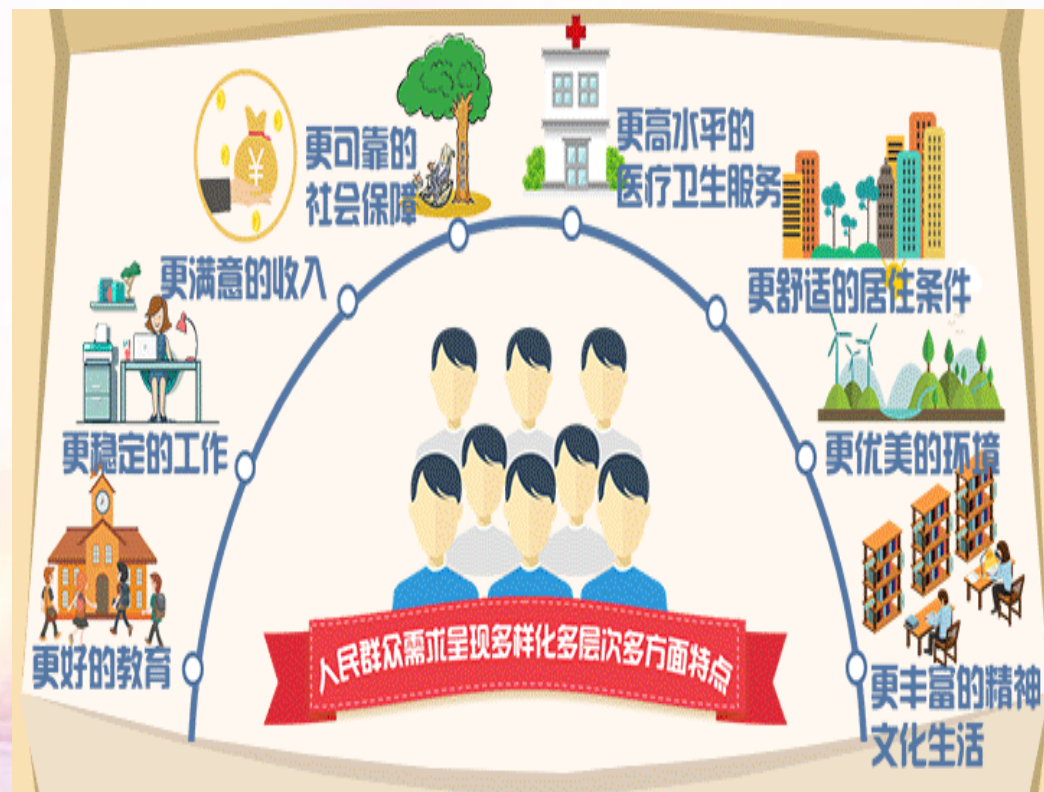 更可靠的
社会保障
更高水平的
医疗卫生服务
更满意的收入
更舒适的居住条件
更稳定的工作
更优美的环境
更好的教育
人民群众需求呈现多样化多层次多方面特点
更丰富的精神
文化生活
¥